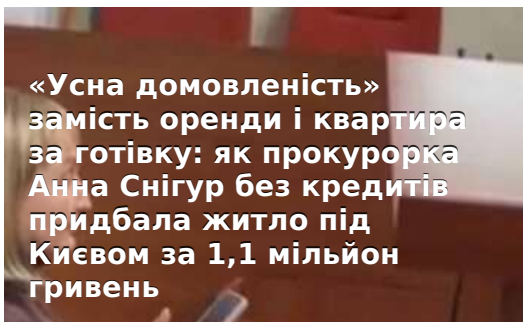 «Усна домовленість»
замість оренди і квартира
за готівку: як прокурорка
Анна Снігур без кредитів
придбала житло під
Києвом за 1,1 мільйон
гривень